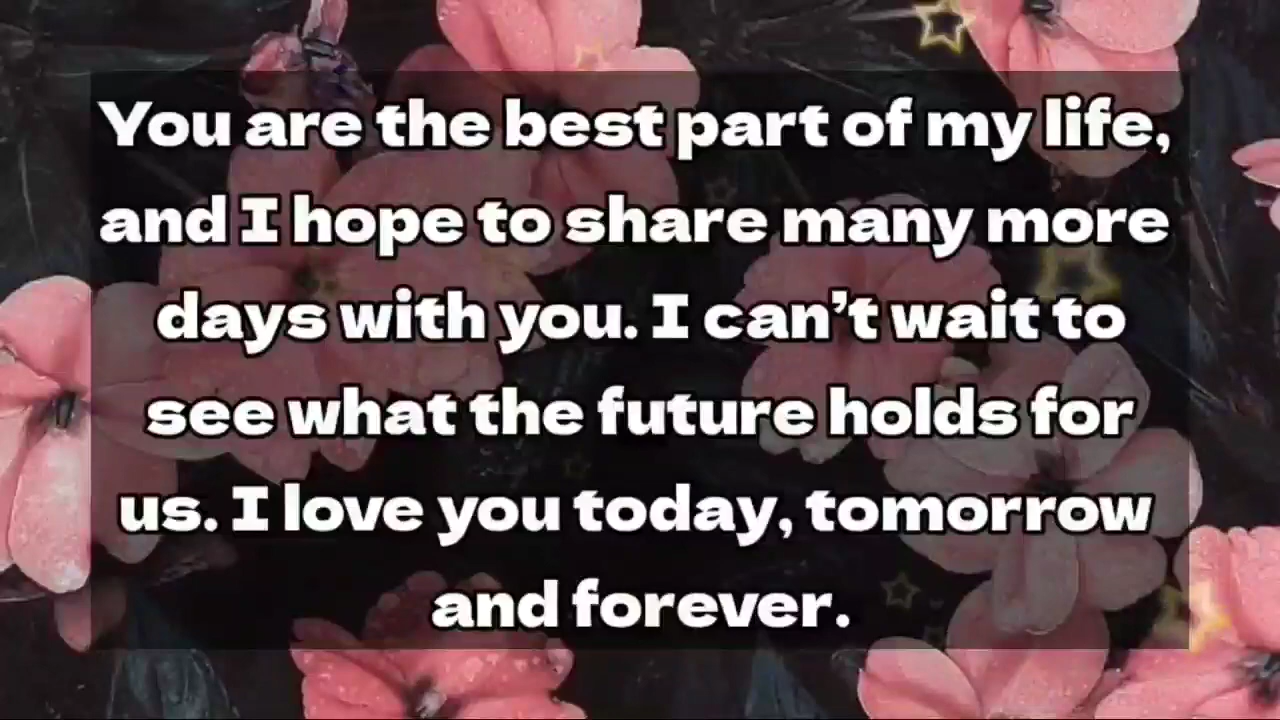 You are the best part of my life,
and I hope to share many more
days with you. I can’t wait to
see what the future holds for
us. I love you today, tomorrow
and forever.